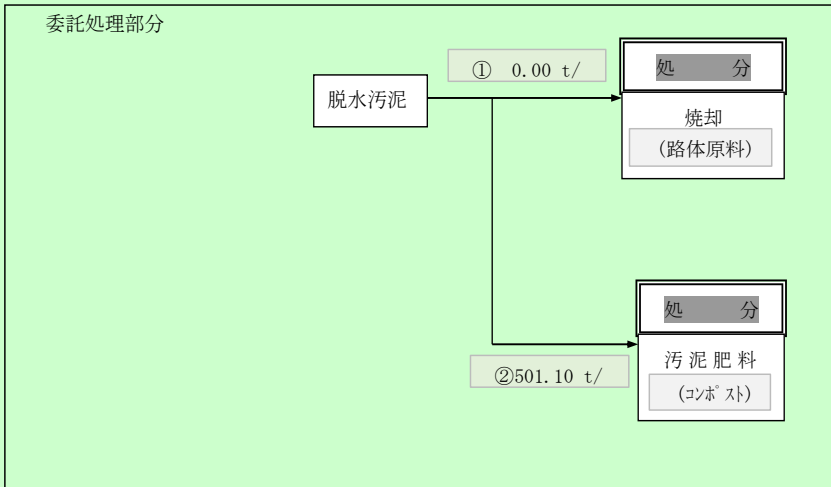 委託処理部分
① 0.00 t/
処 分
脱水汚泥
焼却
(路体原料)
処 分
汚泥肥料
②501.10 t/
(ｺﾝﾎﾟｽﾄ)